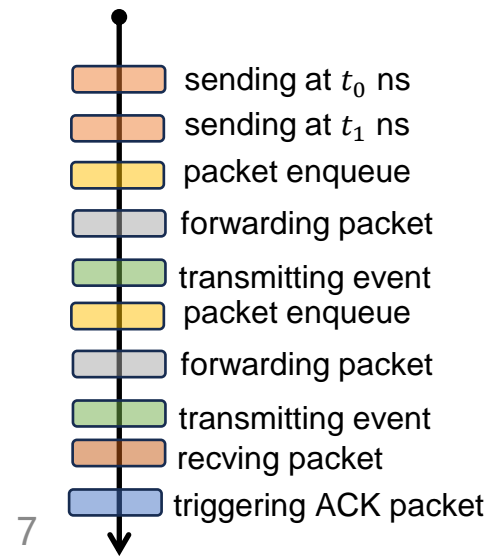 sending at t₀ ns
sending at t₁ ns
packet enqueue
forwarding packet
transmitting event
packet enqueue
forwarding packet
transmitting event
recving packet
triggering ACK packet
7